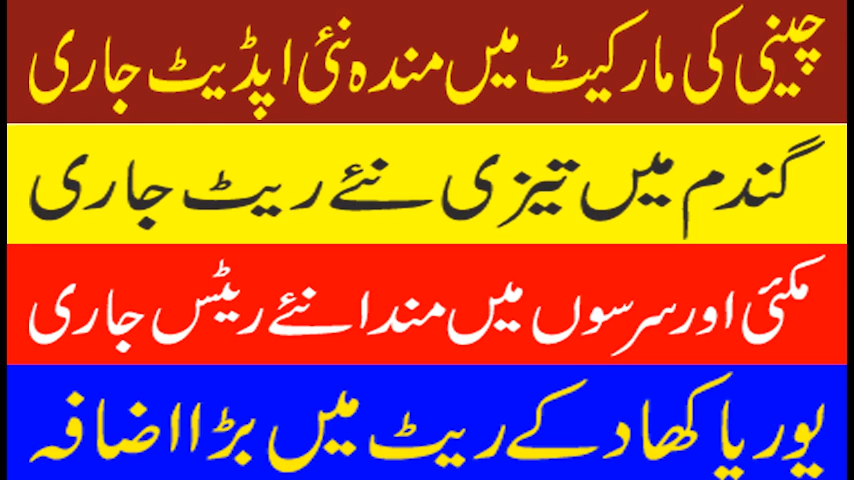 چینی کی مارکیٹ میں مندہ نئی اپڈیٹ جاری
گندم میں تیزی نئے ریٹ جاری
مکئی اور سرسوں میں مندا نئے ریٹس جاری
یوریا کھاد کے ریٹ میں بڑا اضافہ